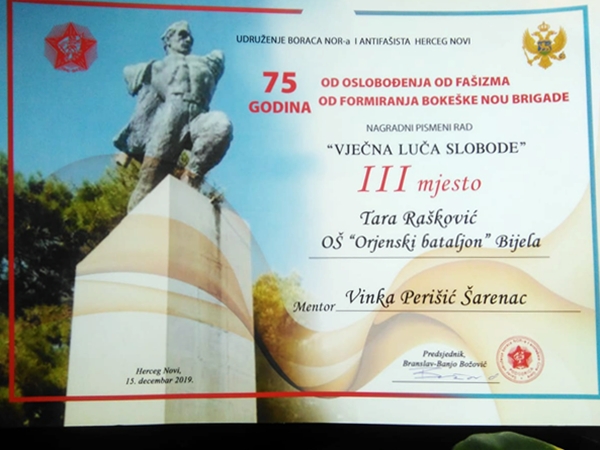 UDRUŽENJE BORACA NOR-a I ANTIFAŠISTA HERCEG NOVI
75 GODINA
OD OSLOBOĐENJA OD FAŠIZMA
OD FORMIRANJA BOKEŠKE NOU BRIGADE
NAGRADNI PISMENI RAD
“VJEČNA LUČA SLOBODE”
III mjesto
Tara Rašković
OŠ “Orjenski bataljon” Bijela
Mentor Vinka Perišić Šarenac
Predsjednik,
Branslav-Banjo Božović
Herceg Novi,
15. decembar 2019.